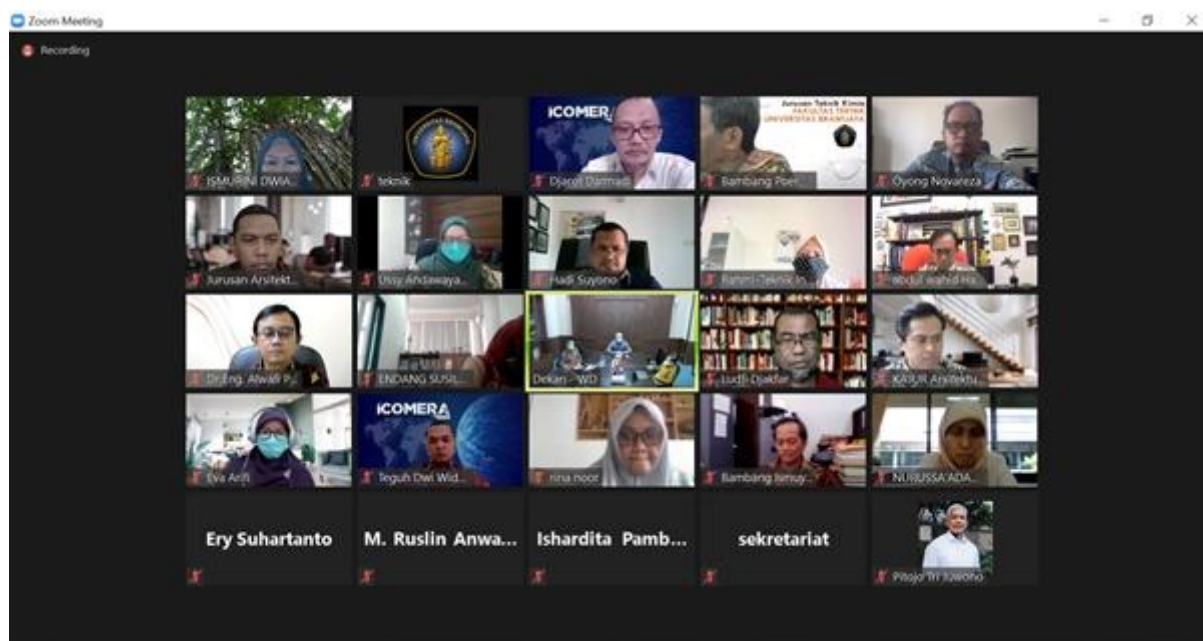 Zoom Meeting
Recording
ISMURINI DWIA...
teknik
iCOMER
Djarot Darmadi
Jurusan Teknik Kimia
FAKULTAS TEKNIK
UNIVERSITAS BRAWIJAYA
Bambang Poer...
Oyong Novareza
Jurusan Arsitekt...
Ussy Andawaya...
Hadi Suyono
Rahmi-Teknik In...
abdul wahid Ha...
Dr.Eng. Alwafi P...
ENDANG SUSIL...
Dekan - WD
Ludfi Djakfar
KAJUR Arsitektu...
Eva Arifi
iCOMERA
Teguh Dwi Wid...
rina noor
Bambang Ismuy...
NURUSSA'ADA...
Ery Suhartanto
M. Ruslin Anwa...
Ishardita Pamb...
sekretariat
Pitojo Tri Juwono